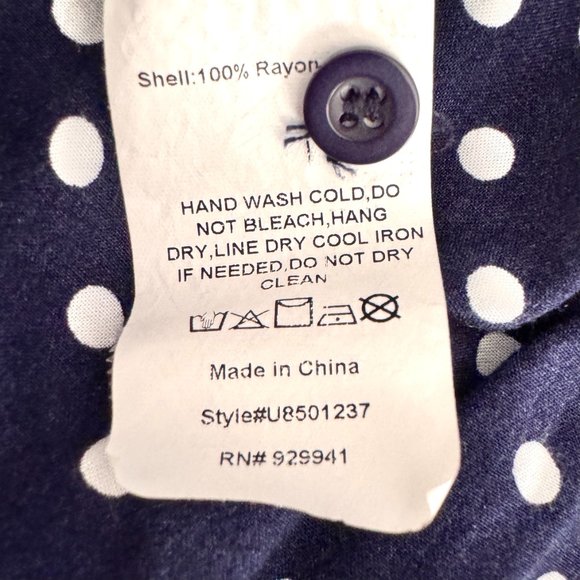 Shell:100% Rayon
HAND WASH COLD,DO
NOT BLEACH,HANG
DRY,LINE DRY COOL IRON
IF NEEDED,DO NOT DRY
CLEAN
Made in China
Style#U8501237
RN# 929941